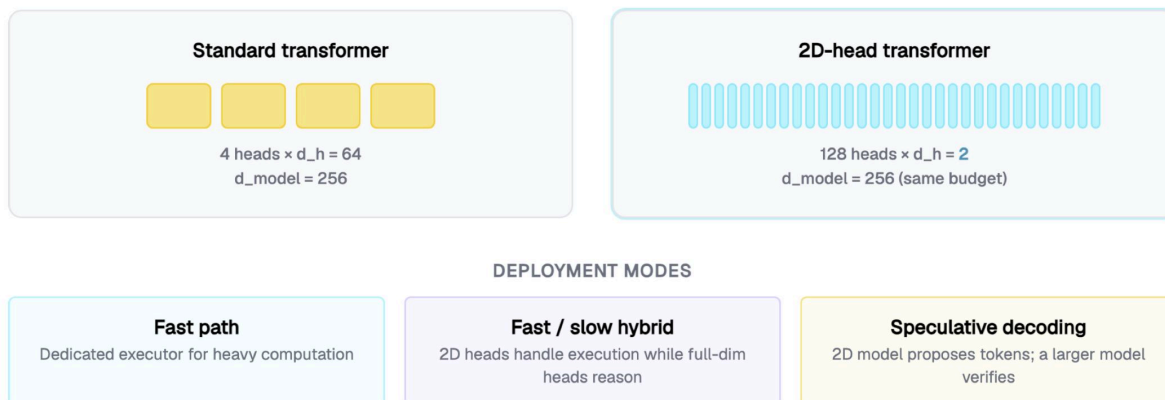 Standard transformer
4 heads × d_h = 64
d_model = 256
2D-head transformer
128 heads × d_h = 2
d_model = 256 (same budget)
DEPLOYMENT MODES
Fast path
Dedicated executor for heavy computation
Fast / slow hybrid
2D heads handle execution while full-dim
heads reason
Speculative decoding
2D model proposes tokens; a larger model
verifies